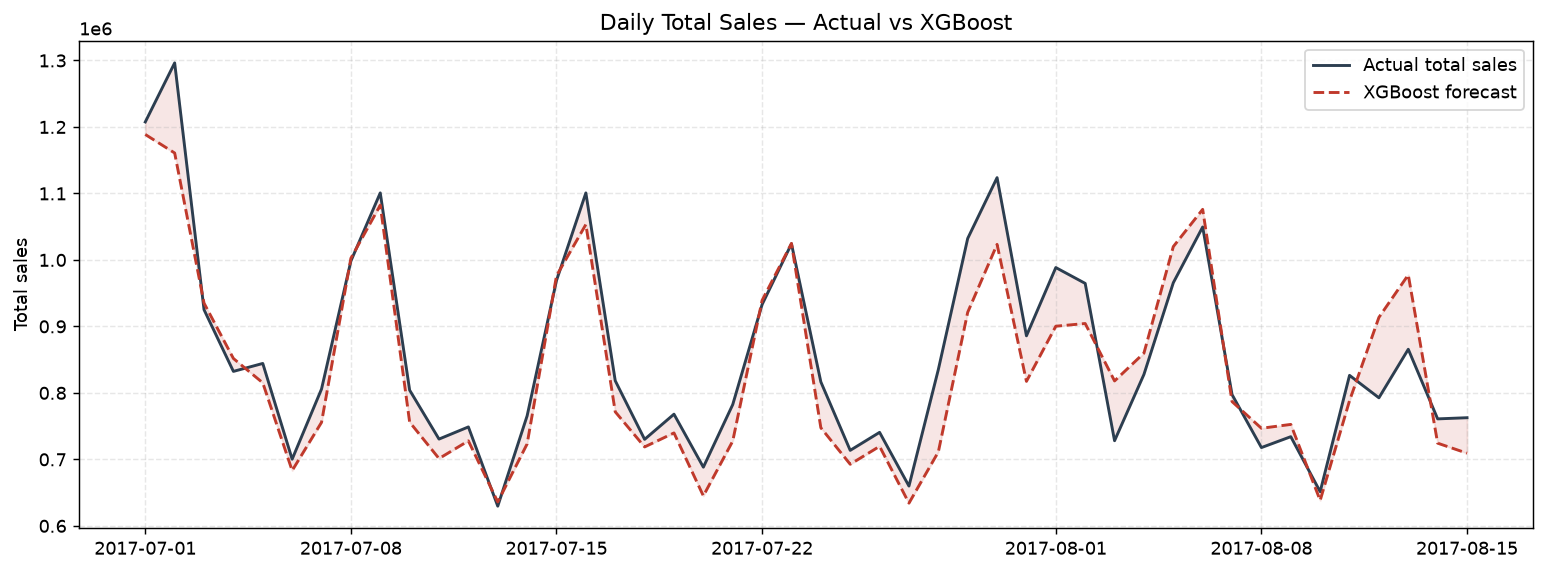 Daily Total Sales — Actual vs XGBoost
1e6
1.3
1.2
1.1
1.0
0.9
0.8
0.7
0.6
Total sales
Actual total sales
XGBoost forecast
2017-07-01 2017-07-08 2017-07-15 2017-07-22 2017-08-01 2017-08-08 2017-08-15